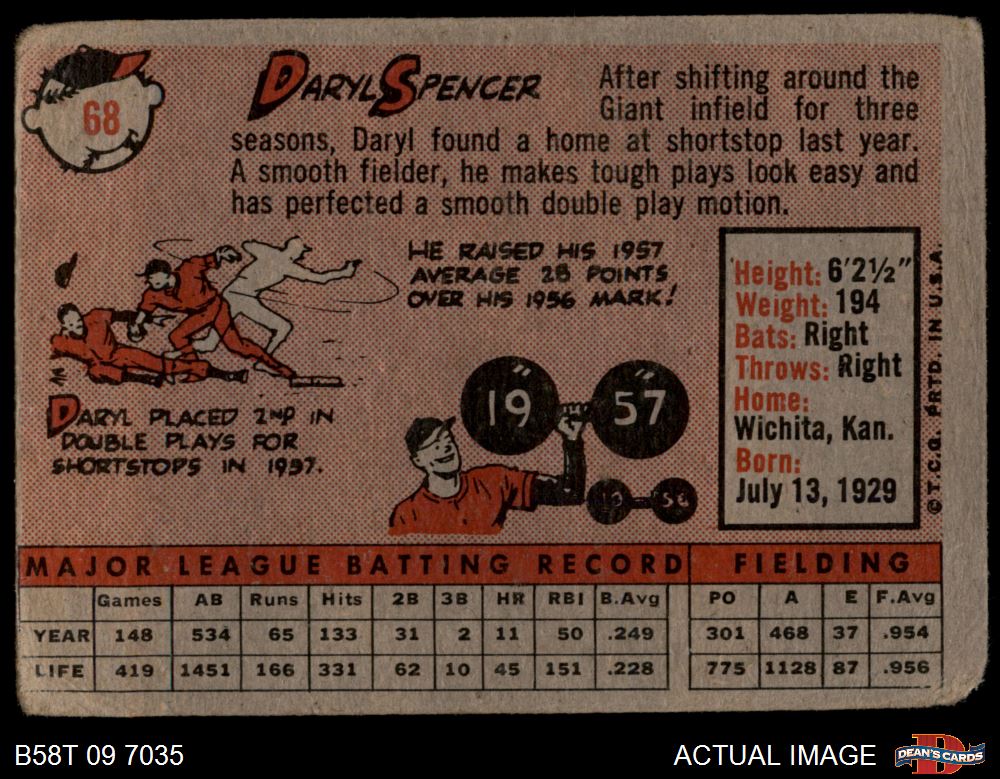 68
DARYL SPENCER
After shifting around the
Giant infield for three
seasons, Daryl found a home at shortstop last year.
A smooth fielder, he makes tough plays look easy and
has perfected a smooth double play motion.
HE RAISED HIS 1957
AVERAGE 28 POINTS
OVER HIS 1956 MARK!
DARYL PLACED 2ND IN
DOUBLE PLAYS FOR
SHORTSTOPS IN 1957.
19 57
19 56
Height: 6'2½"
Weight: 194
Bats: Right
Throws: Right
Home:
Wichita, Kan.
Born:
July 13, 1929
© T.C.G. PRTD. IN U.S.A.
MAJOR LEAGUE BATTING RECORD FIELDING
Games AB Runs Hits 2B 3B HR RBI B.Avg PO A E F.Avg
YEAR 148 534 65 133 31 2 11 50 .249 301 468 37 .954
LIFE 419 1451 166 331 62 10 45 151 .228 775 1128 87 .956
B58T 09 7035
ACTUAL IMAGE
D
DEAN'S CARDS